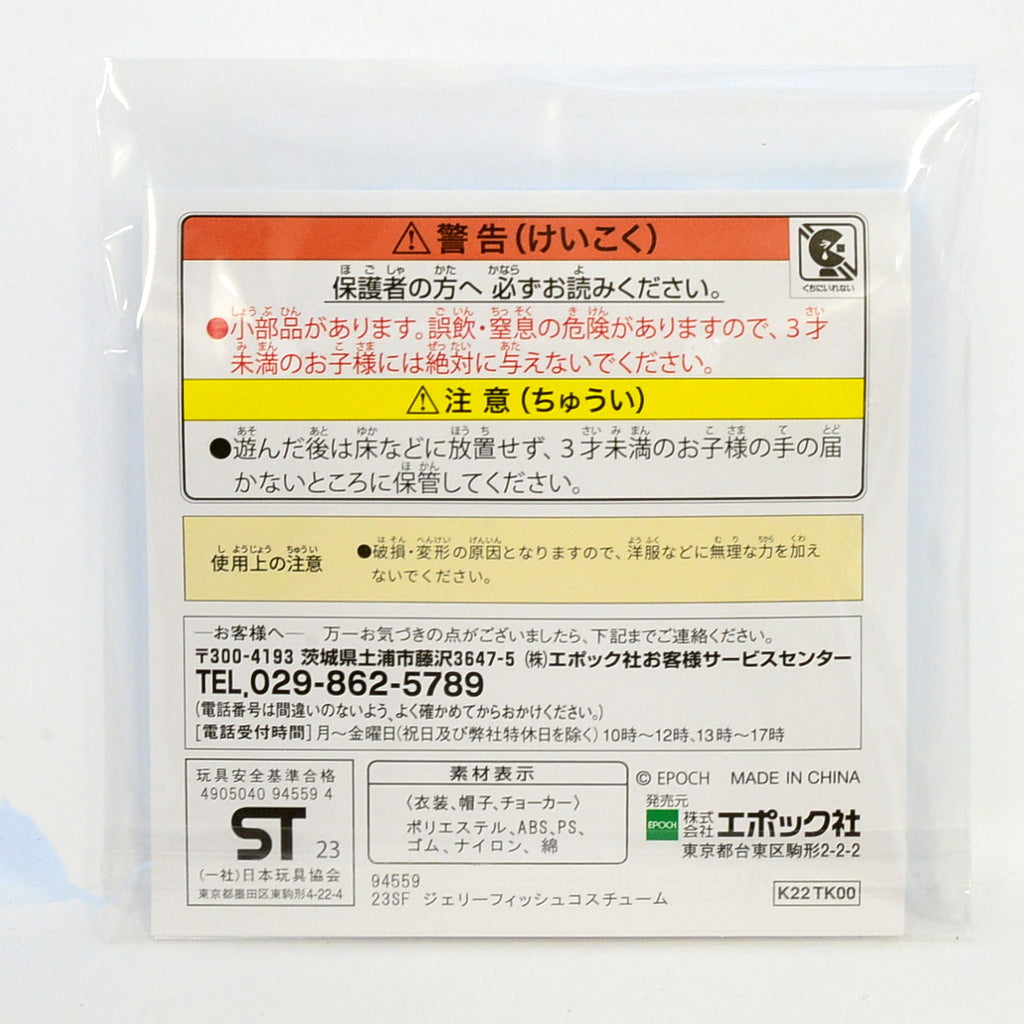 ⚠警告(けいこく)
くちにいれない
保護者の方へ 必ずお読みください。
●小部品があります。誤飲・窒息の危険がありますので、3才
未満のお子様には絶対に与えないでください。
⚠注意(ちゅうい)
●遊んだ後は床などに放置せず、3才未満のお子様の手の届
かないところに保管してください。
使用上の注意
●破損・変形の原因となりますので、洋服などに無理な力を加え
ないでください。
―お客様へ― 万一お気づきの点がございましたら、下記までご連絡ください。
〒300-4193 茨城県土浦市藤沢3647-5 (株)エポック社お客様サービスセンター
TEL.029-862-5789
(電話番号は間違いのないよう、よく確かめてからおかけください。)
[電話受付時間]月~金曜日(祝日及び弊社特休日を除く)10時~12時、13時~17時
玩具安全基準合格
4905040 94559 4
ST 23
(一社)日本玩具協会
東京都墨田区東駒形4-22-4
素材表示
〈衣装、帽子、チョーカー〉
ポリエステル、ABS、PS、
ゴム、ナイロン、綿
94559
23SF ジェリーフィッシュコスチューム
© EPOCH MADE IN CHINA
発売元
EPOCH 株式会社エポック社
東京都台東区駒形2-2-2
K22TK00